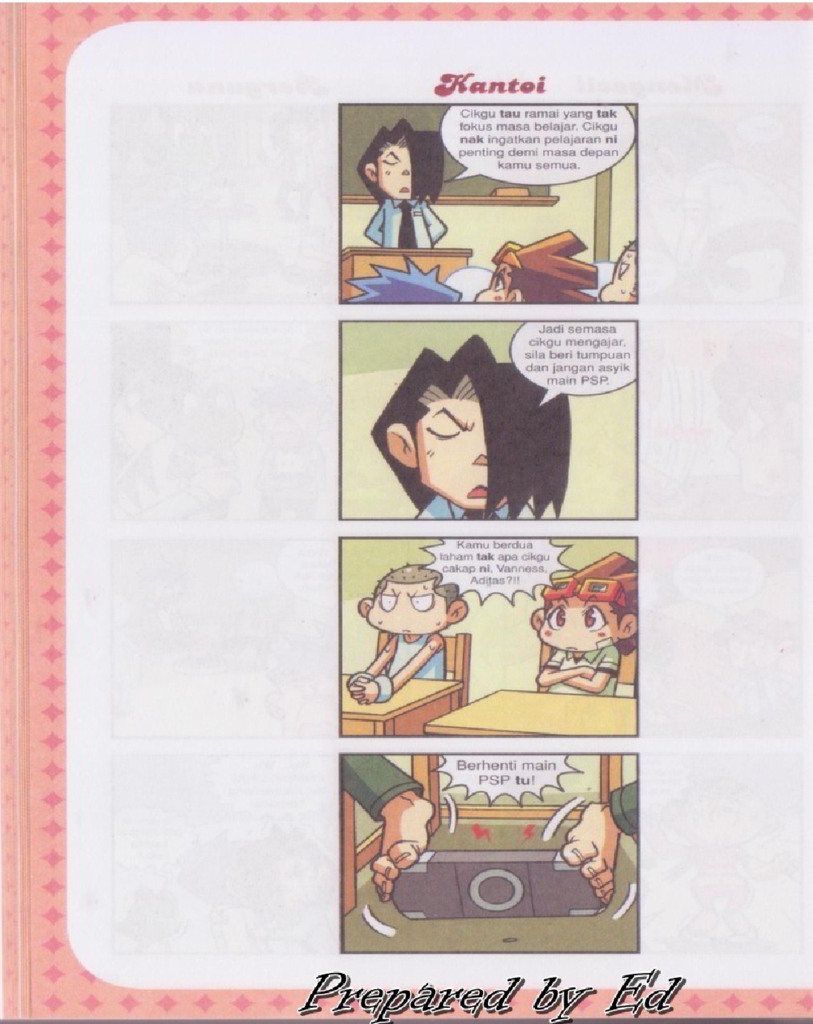 Kantoi
Cikgu tau ramai yang tak
fokus masa belajar. Cikgu
nak ingatkan pelajaran ni
penting demi masa depan
kamu semua.
Jadi semasa
cikgu mengajar,
sila beri tumpuan
dan jangan asyik
main PSP.
Kamu berdua
faham tak apa cikgu
cakap ni, Vanness,
Aditas?!!
Berhenti main
PSP tu!
Prepared by Ed